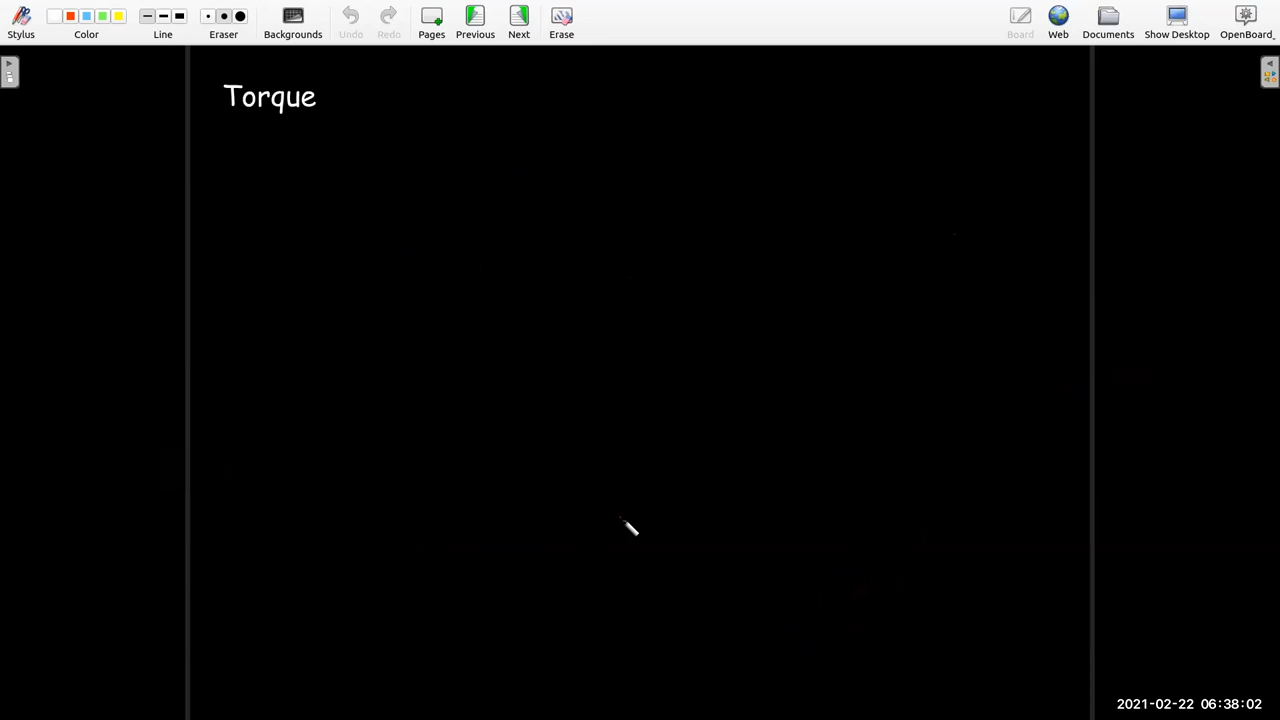 Stylus Color Line Eraser Backgrounds Undo Redo Pages Previous Next Erase Board Web Documents Show Desktop OpenBoard
Torque
2021-02-22 06:38:02